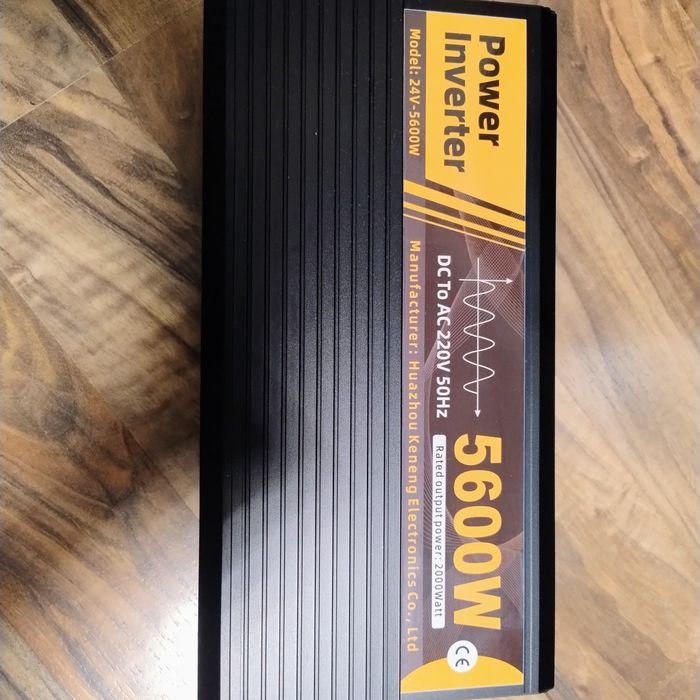 Power
Inverter
Model: 24V-5600W
DC To AC 220V 50Hz
5600W
Rated output power: 2000Watt
Manufacturer: Huazhou Keneng Electronics Co., Ltd
CE